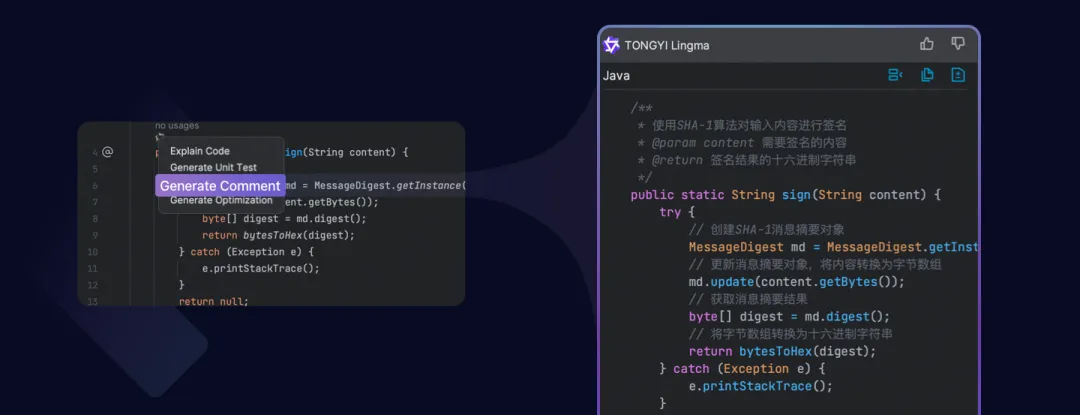 no usages
Explain Code
4 @ ign(String content) {
5 Generate Unit Test
6 Generate Comment md = MessageDigest.getInstance(
7 Generate Optimization ent.getBytes());
8 byte[] digest = md.digest();
9 return bytesToHex(digest);
10 } catch (Exception e) {
11 e.printStackTrace();
12 }
13 return null;
TONGYI Lingma
Java
/**
* 使用SHA-1算法对输入内容进行签名
* @param content 需要签名的内容
* @return 签名结果的十六进制字符串
*/
public static String sign(String content) {
try {
// 创建SHA-1消息摘要对象
MessageDigest md = MessageDigest.getInst
// 更新消息摘要对象，将内容转换为字节数组
md.update(content.getBytes());
// 获取消息摘要结果
byte[] digest = md.digest();
// 将字节数组转换为十六进制字符串
return bytesToHex(digest);
} catch (Exception e) {
e.printStackTrace();
}